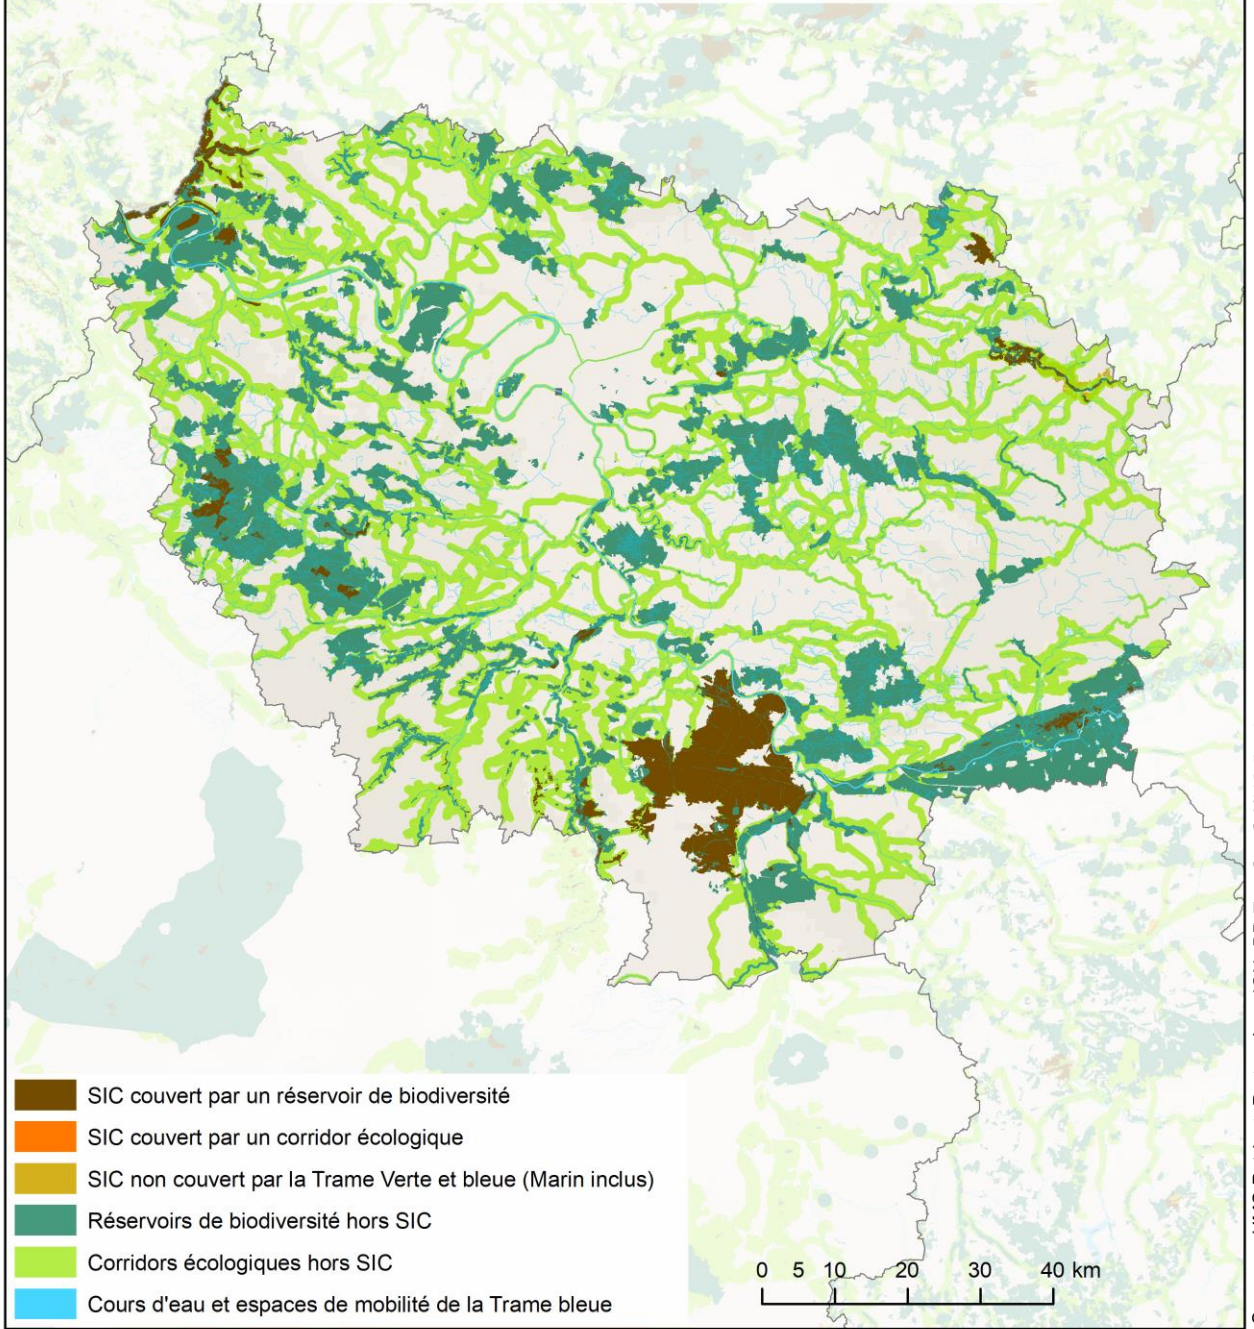 SIC couvert par un réservoir de biodiversité
SIC couvert par un corridor écologique
SIC non couvert par la Trame Verte et bleue (Marin inclus)
Réservoirs de biodiversité hors SIC
Corridors écologiques hors SIC
Cours d'eau et espaces de mobilité de la Trame bleue
0 5 10 20 30 40 km